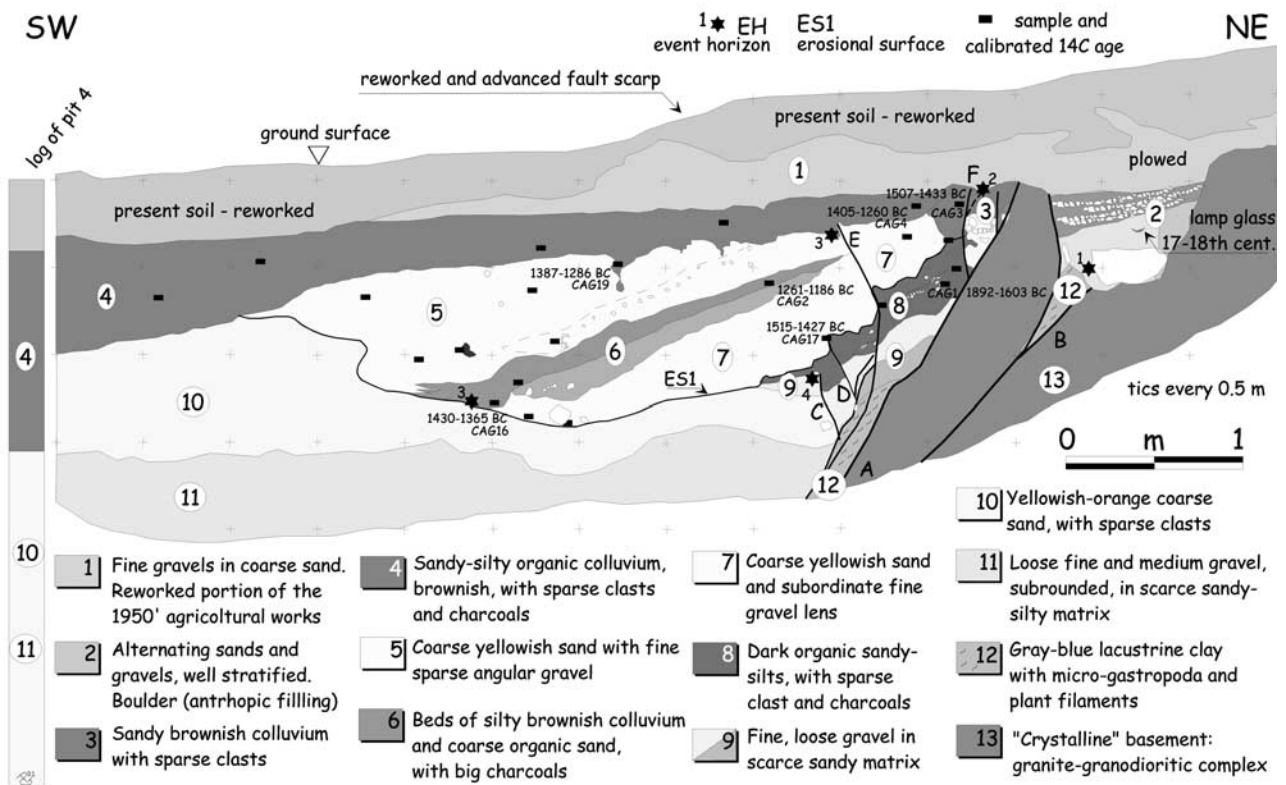 SW
1 EH
event horizon
ES1
erosional surface
sample and
calibrated 14C age
NE
log of pit 4
ground surface
reworked and advanced fault scarp
present soil - reworked
present soil - reworked
plowed
1
F 2
1507-1433 BC
CAG3
3
1405-1260 BC
CAG4
2
lamp glass
17-18th cent.
3
E
7
1387-1286 BC
CAG19
1
4
5
1261-1186 BC
CAG2
8
CAG1
1892-1603 BC
12
1515-1427 BC
CAG17
6
7
9
B
4
ES1
9
4
13
10
3
D
C
tics every 0.5 m
1430-1365 BC
CAG16
0 m 1
A
11
12
10
11
1 Fine gravels in coarse sand.
Reworked portion of the
1950' agricoltural works
2 Alternating sands and
gravels, well stratified.
Boulder (antrhopic fillling)
3 Sandy brownish colluvium
with sparse clasts
4 Sandy-silty organic colluvium,
brownish, with sparse clasts
and charcoals
5 Coarse yellowish sand with fine
sparse angular gravel
6 Beds of silty brownish colluvium
and coarse organic sand,
with big charcoals
7 Coarse yellowish sand
and subordinate fine
gravel lens
8 Dark organic sandy-
silts, with sparse
clast and charcoals
9 Fine, loose gravel in
scarce sandy matrix
10 Yellowish-orange coarse
sand, with sparse clasts
11 Loose fine and medium gravel,
subrounded, in scarce sandy-
silty matrix
12 Gray-blue lacustrine clay
with micro-gastropoda and
plant filaments
13 "Crystalline" basement:
granite-granodioritic complex